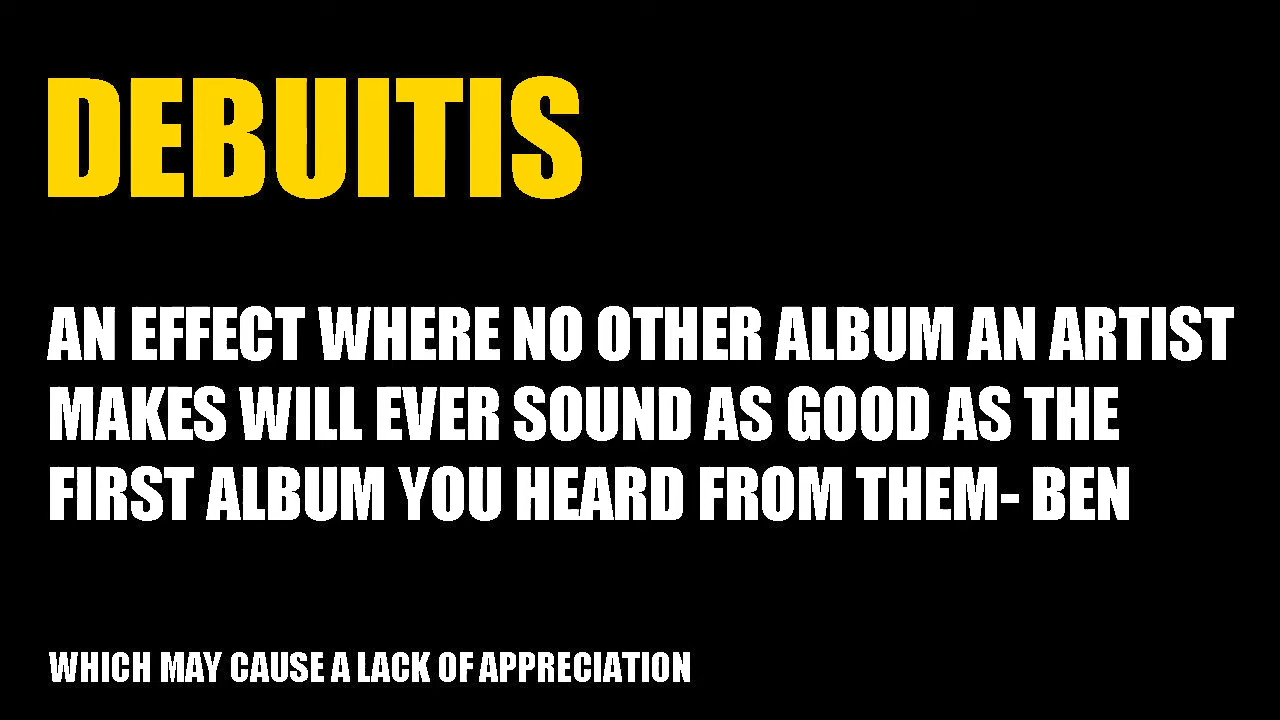 DEBUITIS
AN EFFECT WHERE NO OTHER ALBUM AN ARTIST
MAKES WILL EVER SOUND AS GOOD AS THE
FIRST ALBUM YOU HEARD FROM THEM- BEN
WHICH MAY CAUSE A LACK OF APPRECIATION